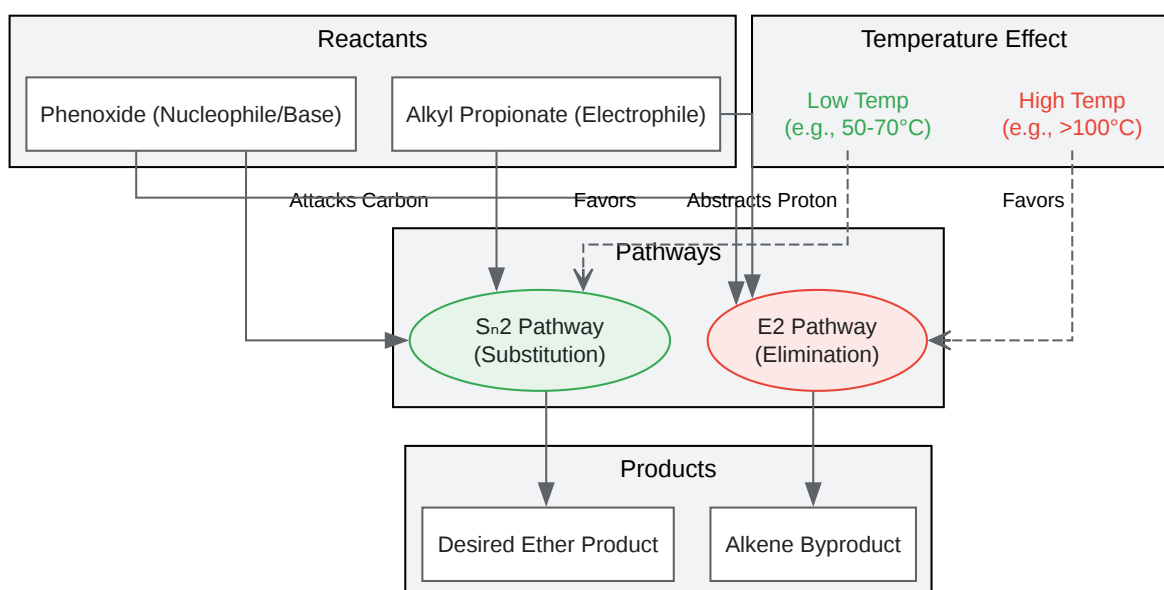 Reactants
Temperature Effect
Phenoxide (Nucleophile/Base)
Alkyl Propionate (Electrophile)
Low Temp
(e.g., 50-70°C)
High Temp
(e.g., >100°C)
Attacks Carbon
Favors
Abstracts Proton
Favors
Pathways
Sₙ2 Pathway
(Substitution)
E2 Pathway
(Elimination)
Products
Desired Ether Product
Alkene Byproduct